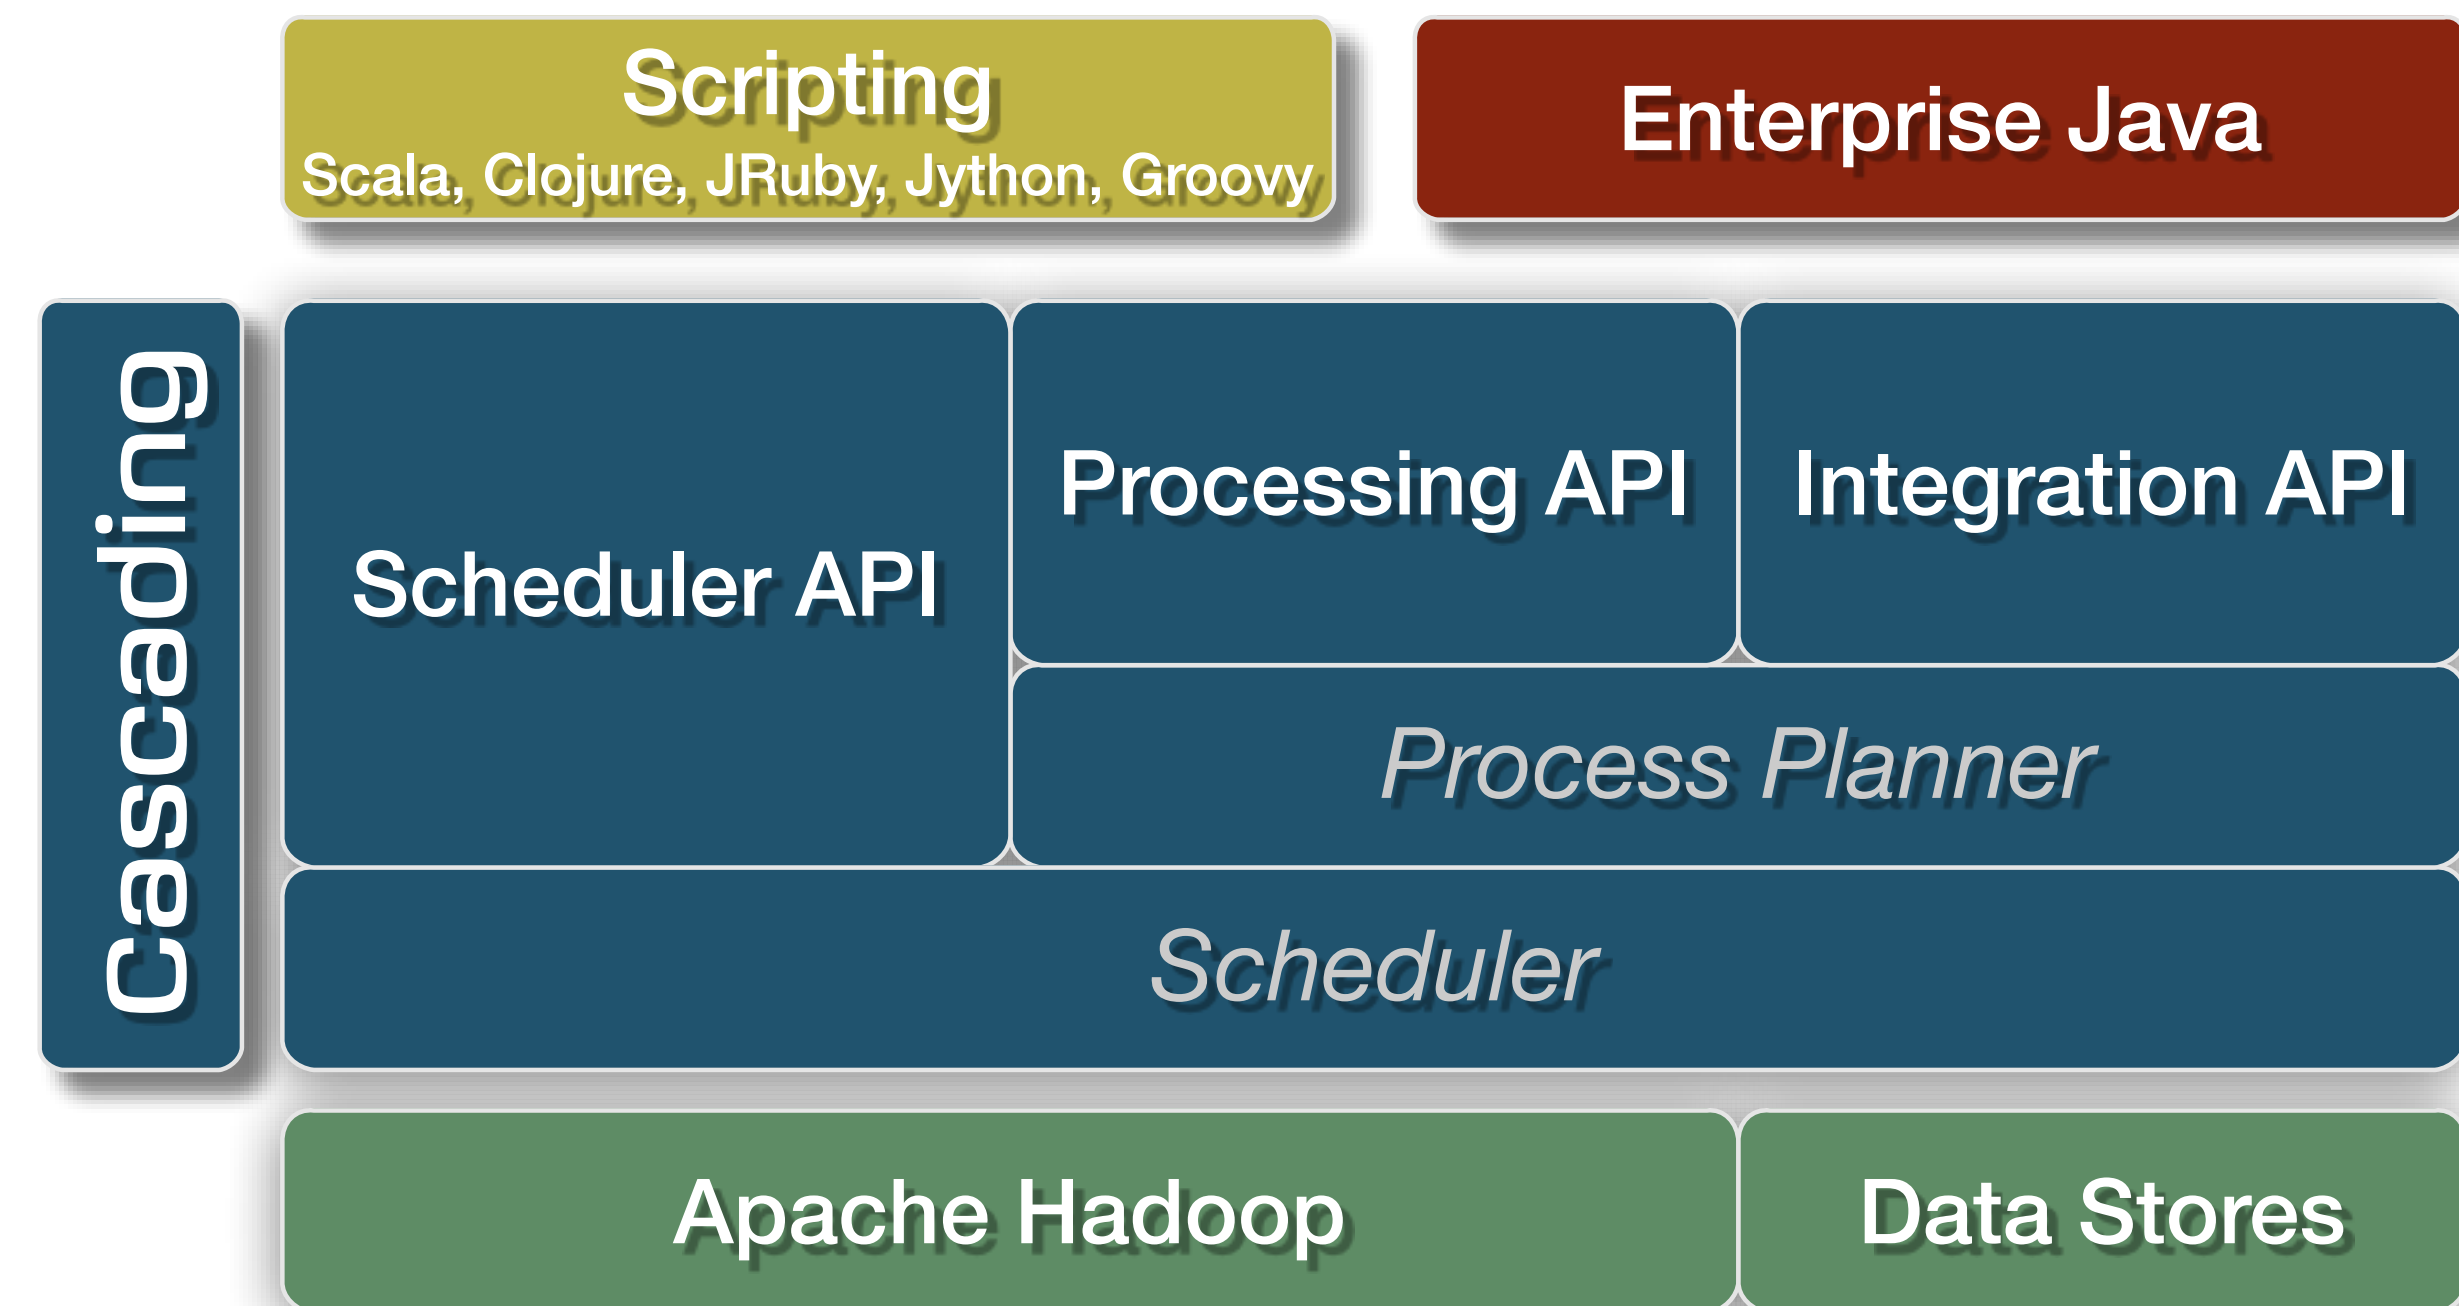 Scripting
Scala, Clojure, JRuby, Jython, Groovy
Enterprise Java
Cascading
Scheduler API
Processing API
Integration API
Process Planner
Scheduler
Apache Hadoop
Data Stores